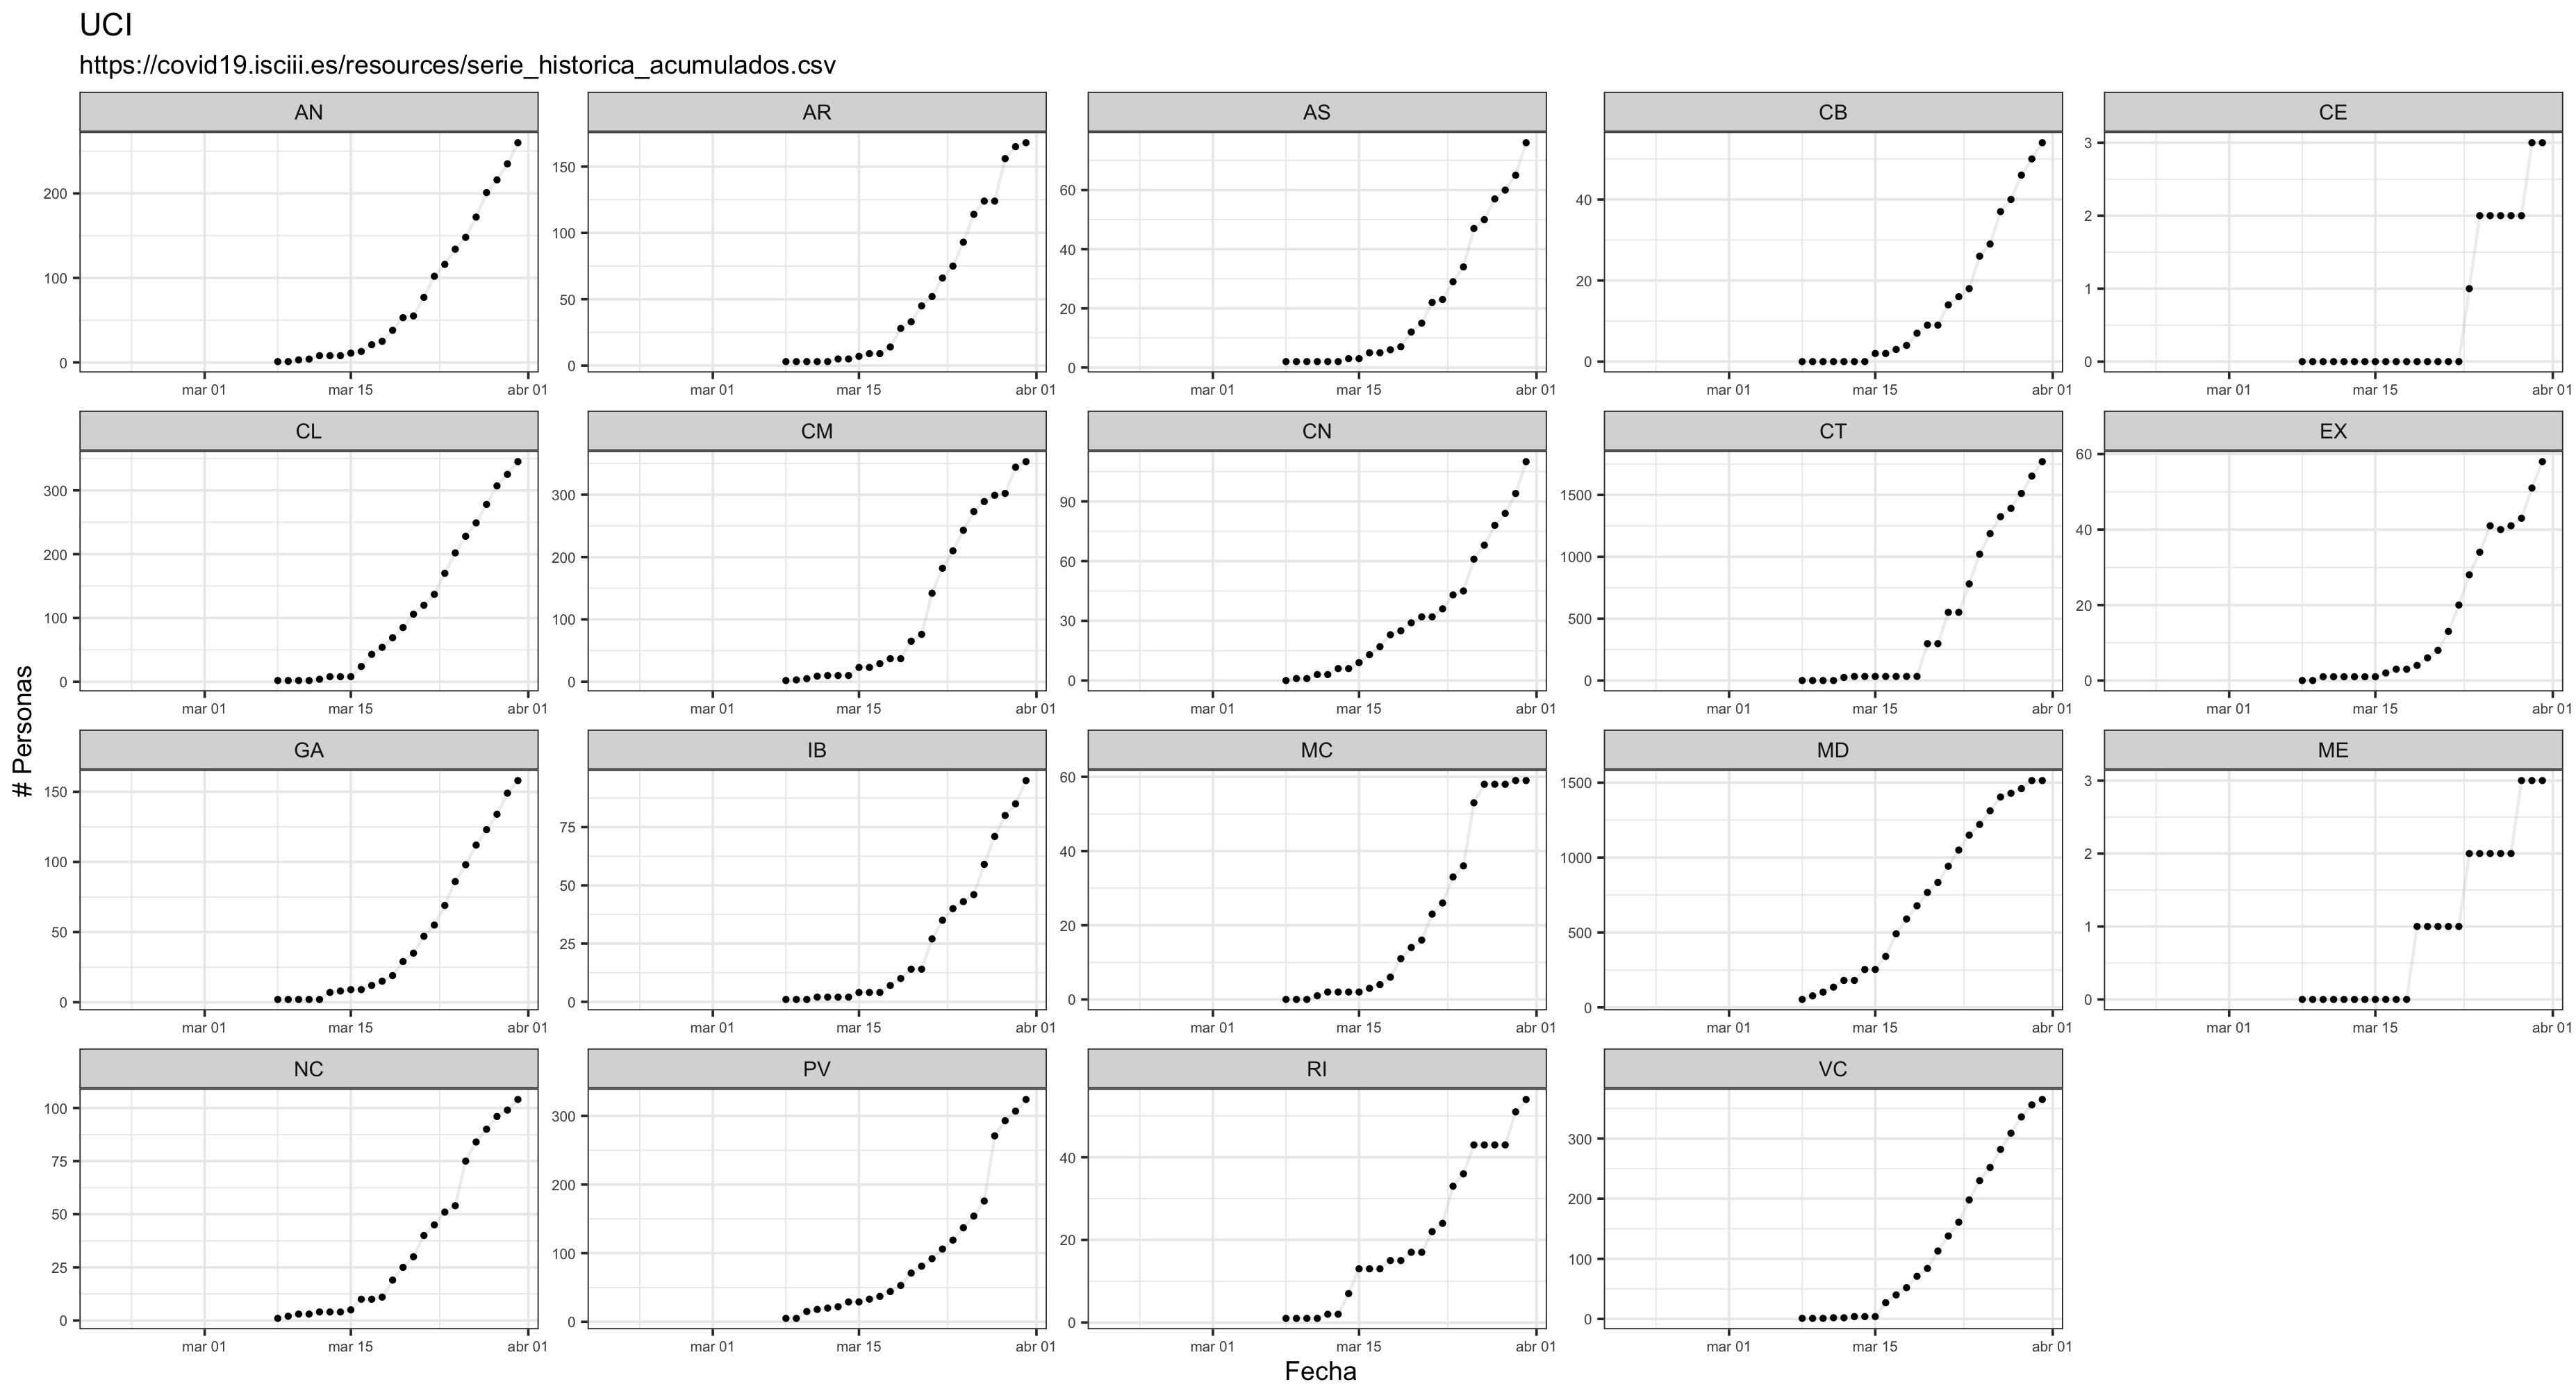 UCI
https://covid19.isciii.es/resources/serie_historica_acumulados.csv
AN AR AS CB CE
200 150 60 40 3
100 100 40 20 2
0 50 20 0 1
0 0 0
mar 01 mar 15 abr 01 mar 01 mar 15 abr 01 mar 01 mar 15 abr 01 mar 01 mar 15 abr 01 mar 01 mar 15 abr 01
CL CM CN CT EX
300 300 90 1500 60
200 200 60 1000 40
100 100 30 500 20
0 0 0 0 0
mar 01 mar 15 abr 01 mar 01 mar 15 abr 01 mar 01 mar 15 abr 01 mar 01 mar 15 abr 01 mar 01 mar 15 abr 01
# Personas
GA IB MC MD ME
150 75 60 1500 3
100 50 40 1000 2
50 25 20 500 1
0 0 0 0 0
mar 01 mar 15 abr 01 mar 01 mar 15 abr 01 mar 01 mar 15 abr 01 mar 01 mar 15 abr 01 mar 01 mar 15 abr 01
NC PV RI VC
100 300 40 300
75 200 20 200
50 100 0 100
25 0 0
0
mar 01 mar 15 abr 01 mar 01 mar 15 abr 01 mar 01 mar 15 abr 01 mar 01 mar 15 abr 01
Fecha